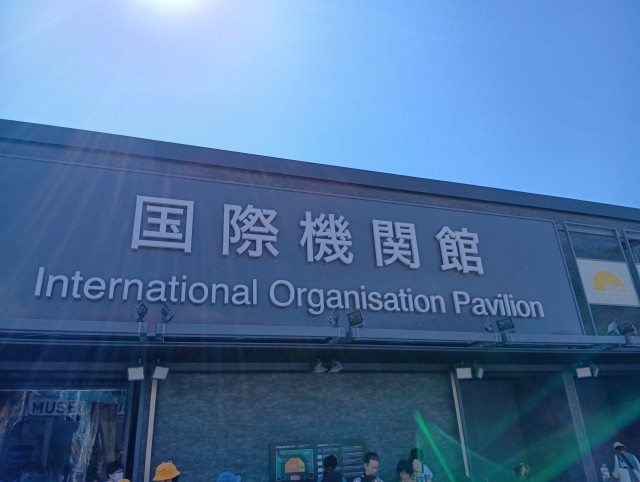 国際機関館
International Organisation Pavilion